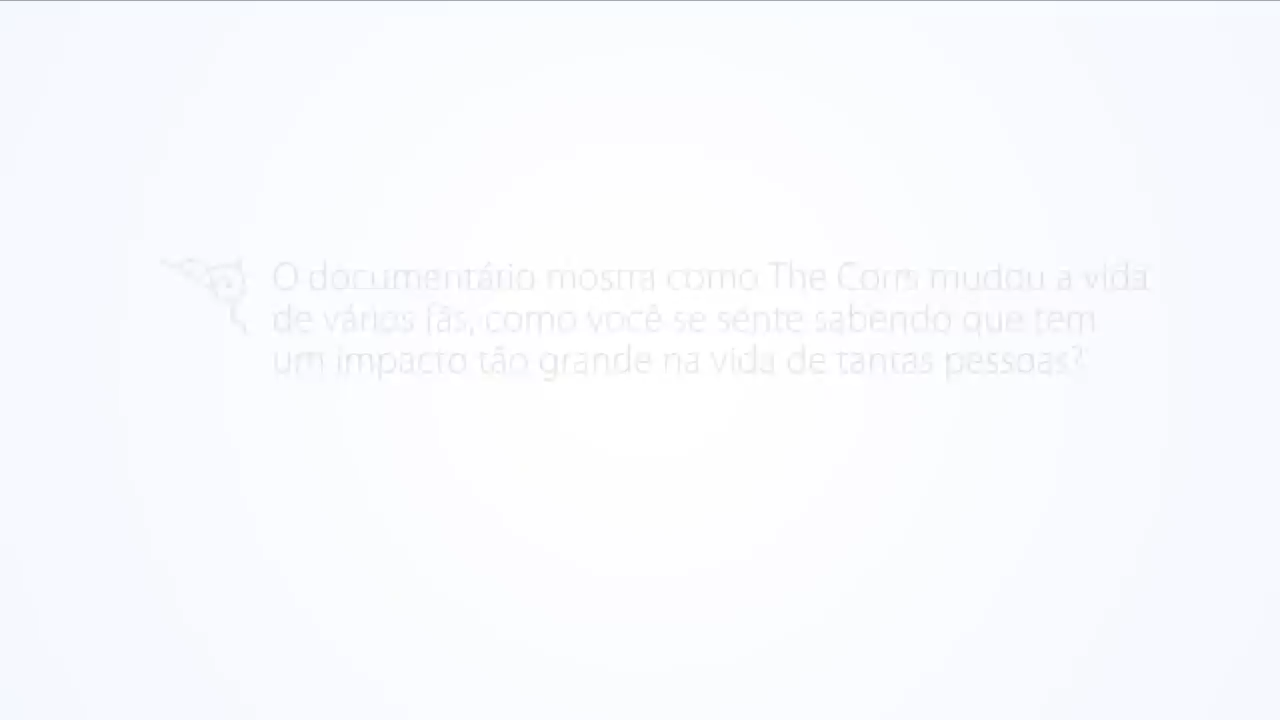 O documentário mostra como The Corrs mudou a vida
de vários fãs, como você se sente sabendo que tem
um impacto tão grande na vida de tantas pessoas?